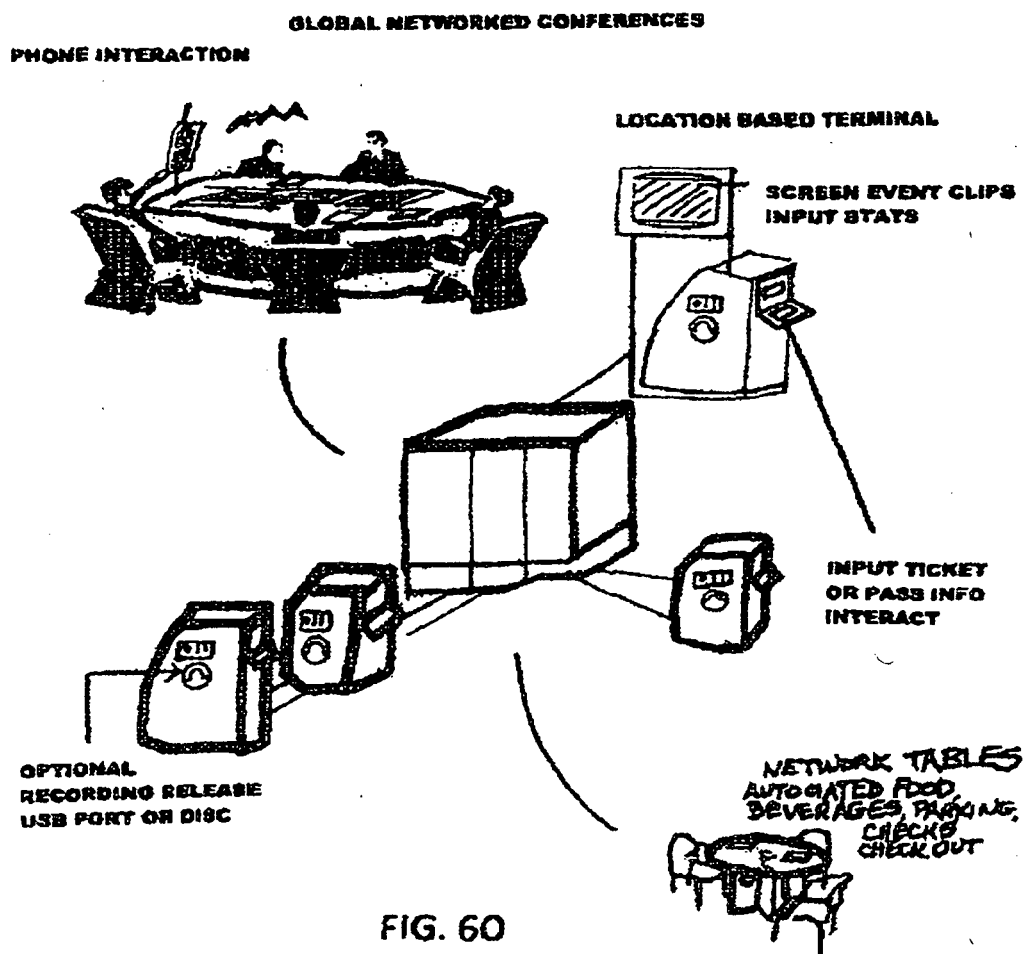 GLOBAL NETWORKED CONFERENCES
PHONE INTERACTION
LOCATION BASED TERMINAL
SCREEN EVENT CLIPS
INPUT STATS
INPUT TICKET
OR PASS INFO
INTERACT
OPTIONAL
RECORDING RELEASE
USB PORT OR DISC
NETWORK TABLES
AUTOMATED FOOD,
BEVERAGES, PARKING,
CHECKS
CHECK OUT
FIG. 60